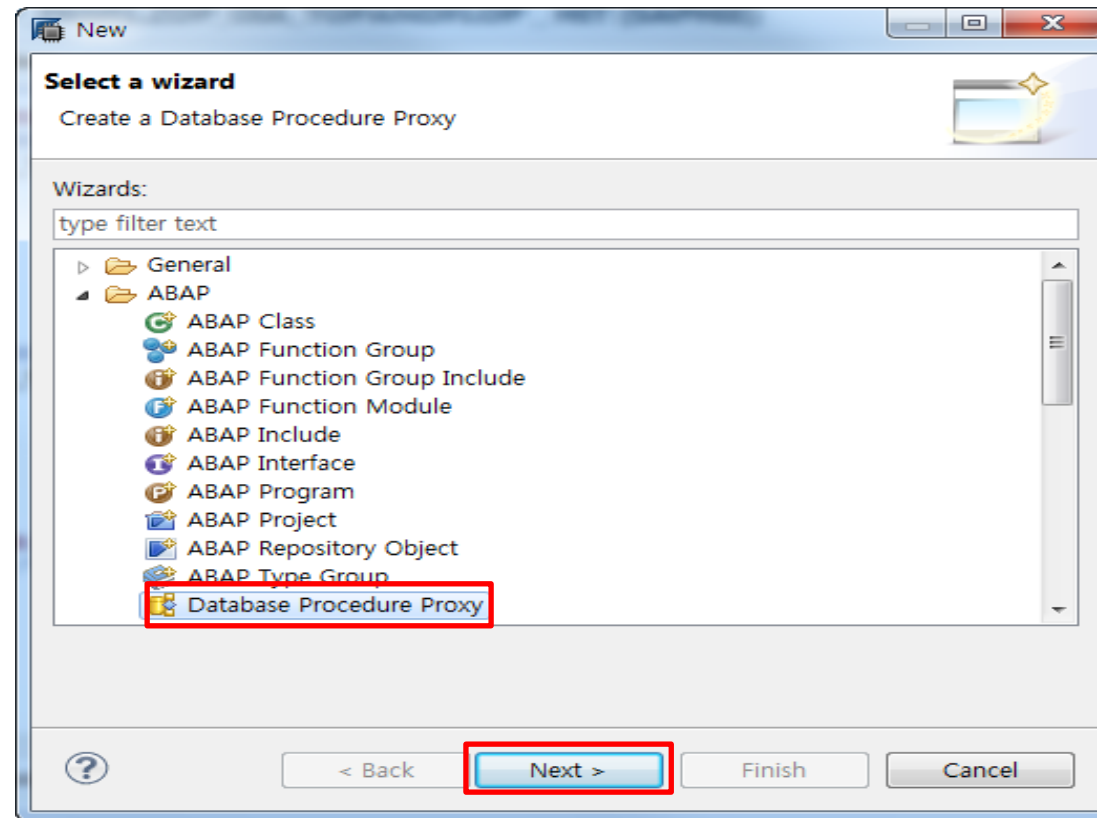 New
Select a wizard
Create a Database Procedure Proxy
Wizards:
type filter text
General
ABAP
ABAP Class
ABAP Function Group
ABAP Function Group Include
ABAP Function Module
ABAP Include
ABAP Interface
ABAP Program
ABAP Project
ABAP Repository Object
ABAP Type Group
Database Procedure Proxy
< Back Next > Finish Cancel